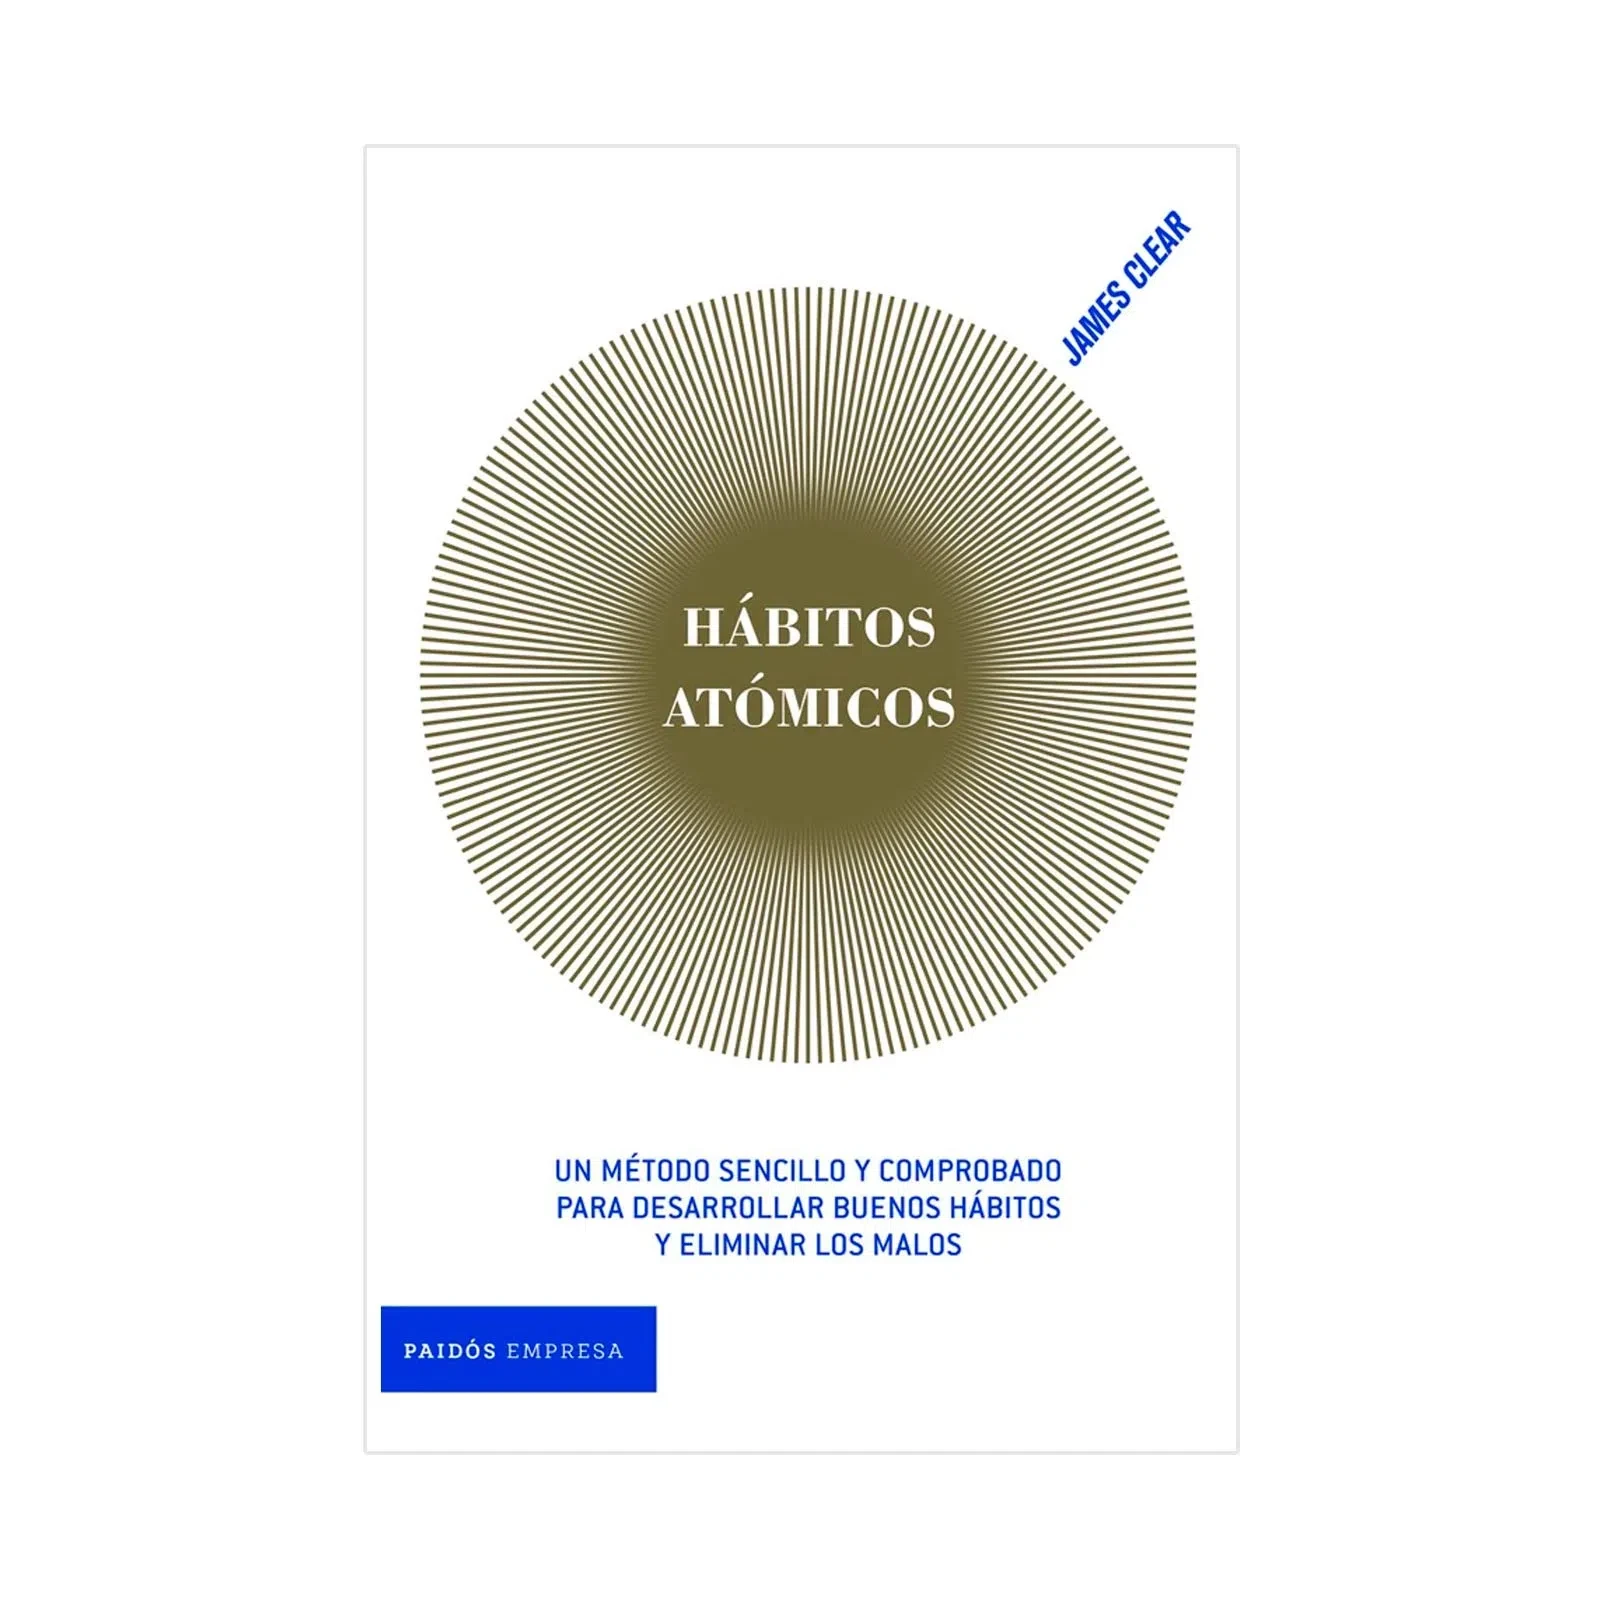 JAMES CLEAR
HÁBITOS
ATÓMICOS
UN MÉTODO SENCILLO Y COMPROBADO
PARA DESARROLLAR BUENOS HÁBITOS
Y ELIMINAR LOS MALOS
PAIDÓS EMPRESA